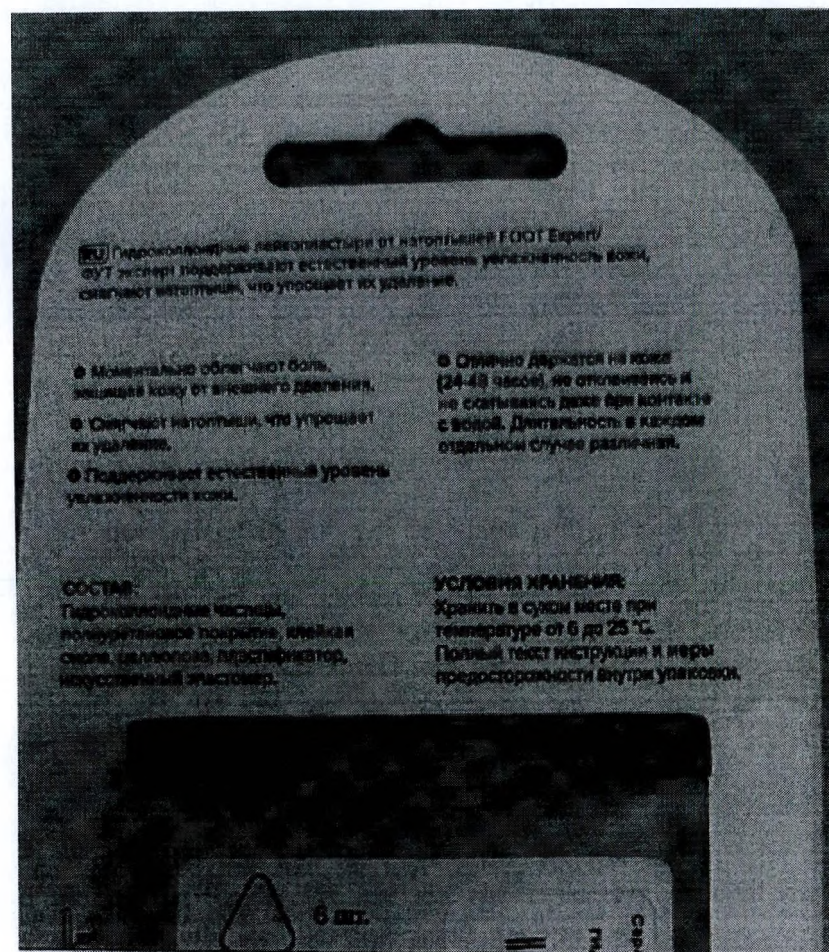 RU Гидроколлоидные лейкопластыри от натоптышей FOOT Expert/
ФУТ эксперт поддерживают естественный уровень увлажненность кожи,
смягчают натоптыши, что упрощает их удаление.
Моментально облегчают боль,
защищая кожу от внешнего давления.
Смягчают натоптыши, что упрощает
их удаление.
Поддерживает естественный уровень
увлажненности кожи.
Отлично держатся на коже
(24-48 часов), не отклеиваясь и
не скатываясь даже при контакте
с водой. Длительность в каждом
отдельном случае различная.
СОСТАВ:
Гидроколлоидные частицы,
полиуретановое покрытие, клейкая
смола, целлюлоза, пластификатор,
искусственный эластомер.
УСЛОВИЯ ХРАНЕНИЯ:
Хранить в сухом месте при
температуре от 5 до 25 °C.
Полный текст инструкции и меры
предосторожности внутри упаковки.
6 шт.